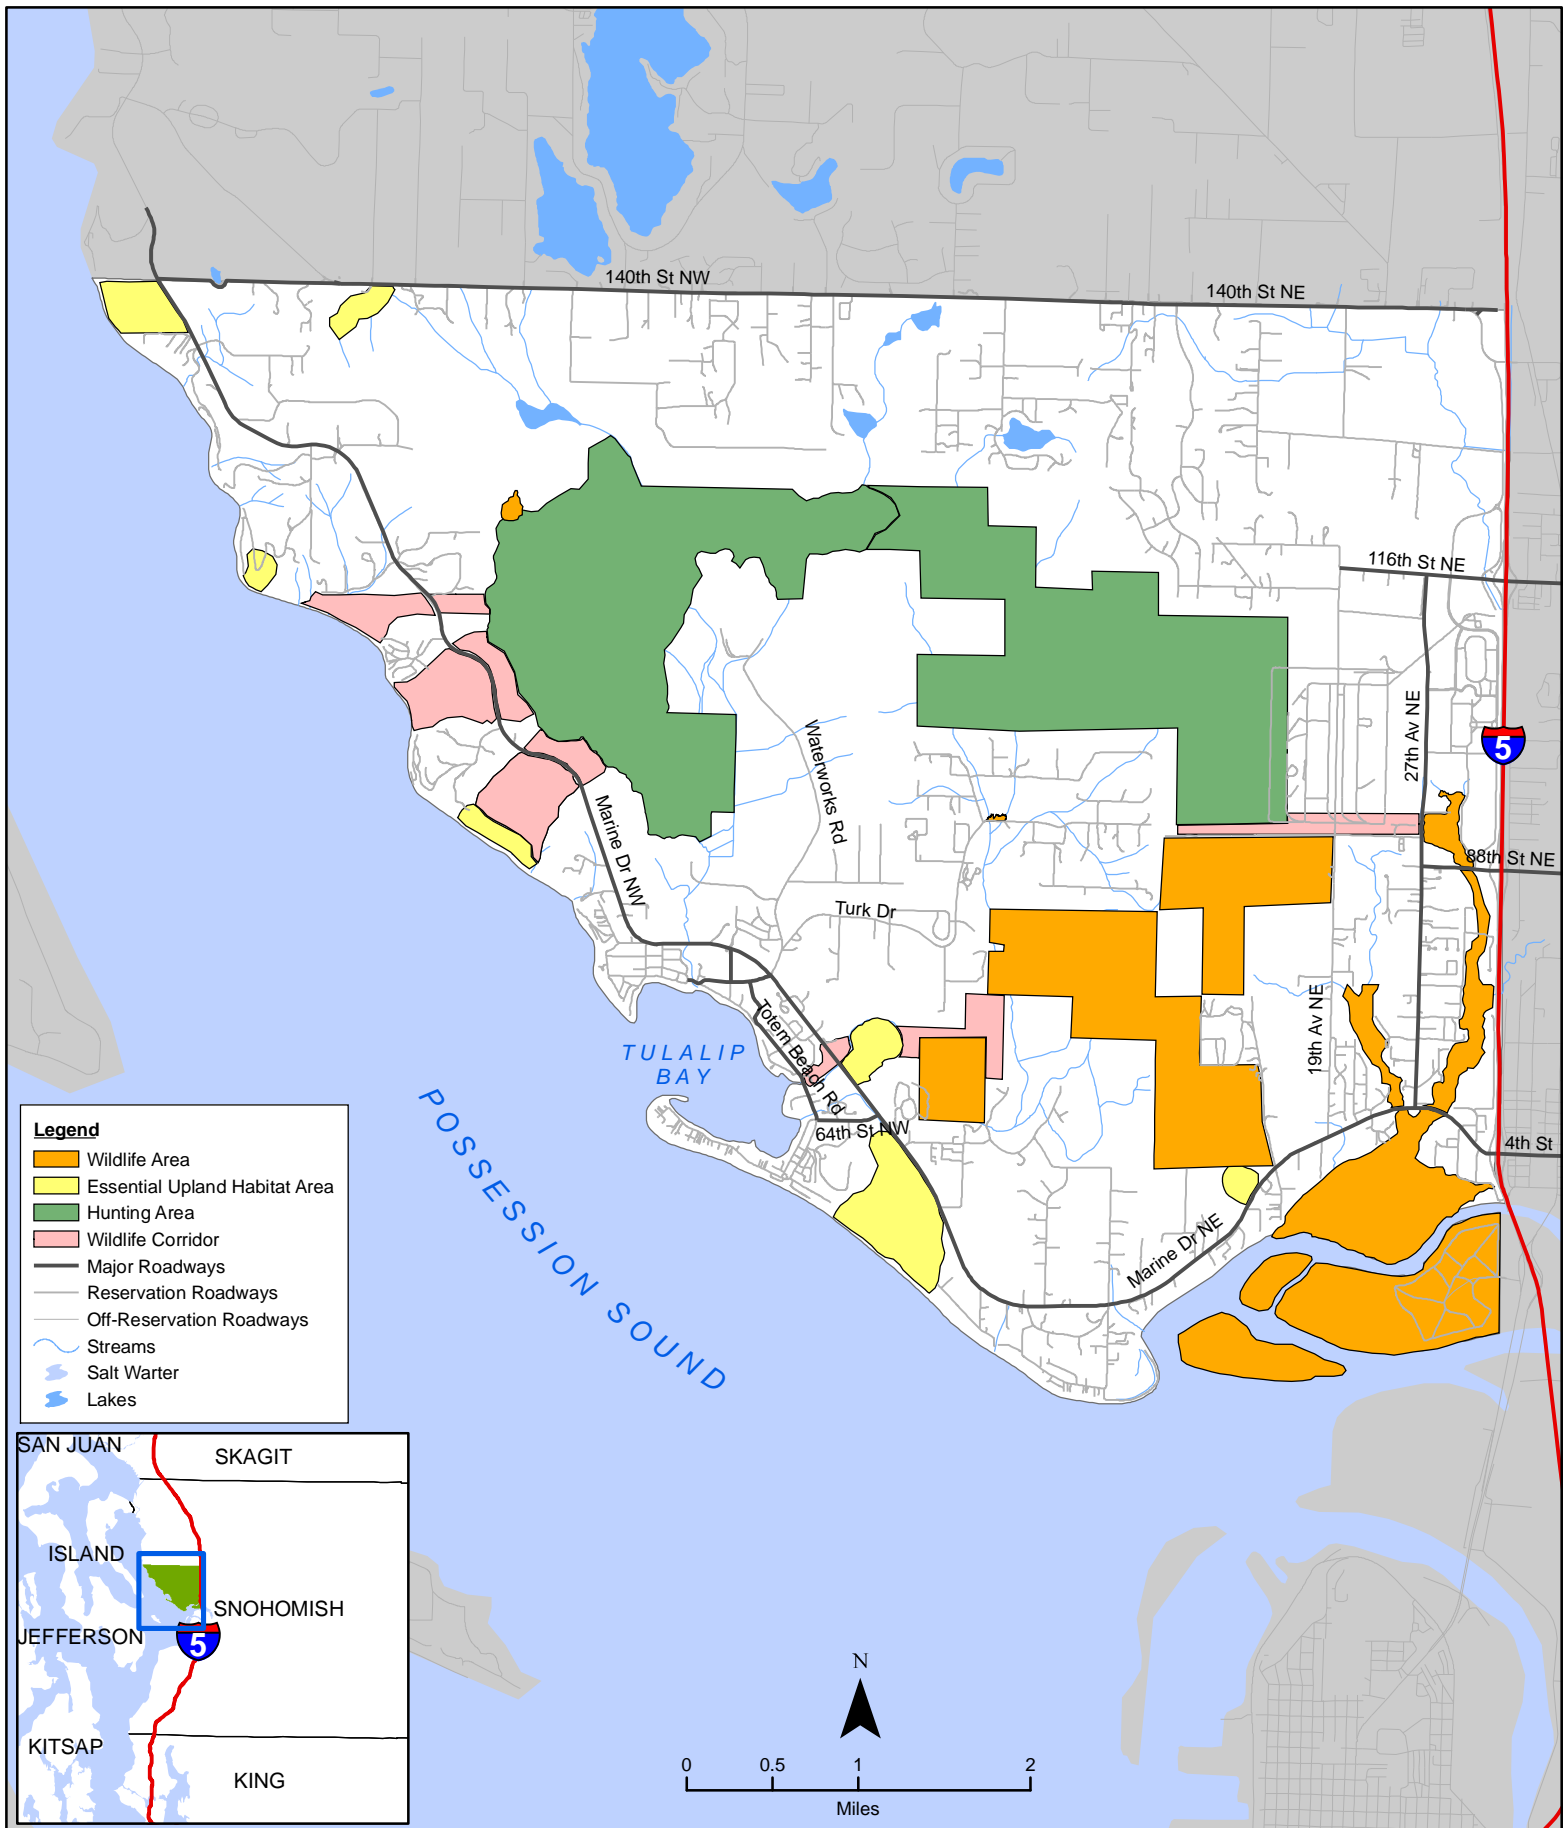 140th St NW
140th St NE
116th St NE
27th Av NE
5
Waterworks Rd
Marine Dr NW
88th St NE
Turk Dr
19th Av NE
Totem Beach Rd
TULALIP
BAY
64th St NW
4th St
POSSESSION SOUND
Marine Dr NE
Legend
Wildlife Area
Essential Upland Habitat Area
Hunting Area
Wildlife Corridor
Major Roadways
Reservation Roadways
Off-Reservation Roadways
Streams
Salt Warter
Lakes
SAN JUAN
SKAGIT
ISLAND
SNOHOMISH
JEFFERSON
5
KITSAP
KING
N
0 0.5 1 2
Miles